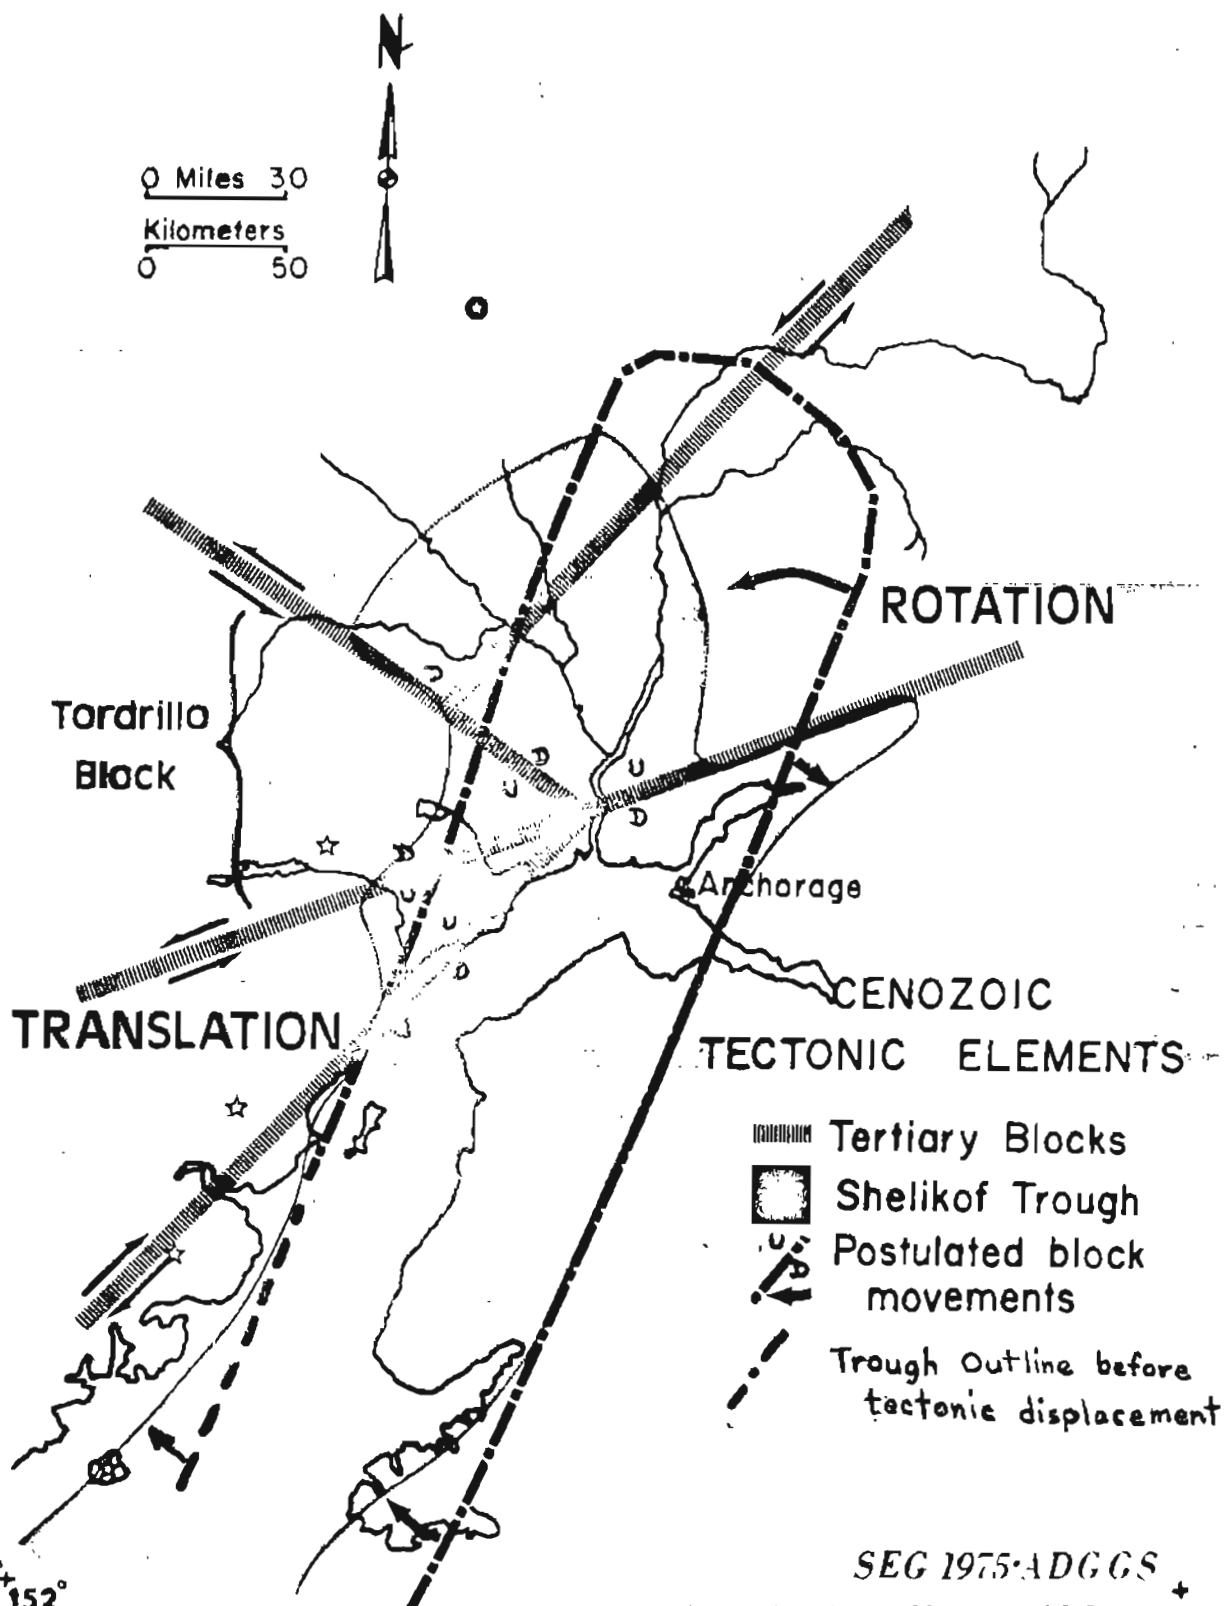 N
0 Miles 30
Kilometers
0 50
ROTATION
Tordrillo
Block
U
D
U
U
D
D
U
U
D
Anchorage
TRANSLATION
CENOZOIC
TECTONIC ELEMENTS
Tertiary Blocks
Shelikof Trough
U
D
Postulated block
movements
Trough Outline before
tectonic displacement
SEG 1975·ADGGS
152°